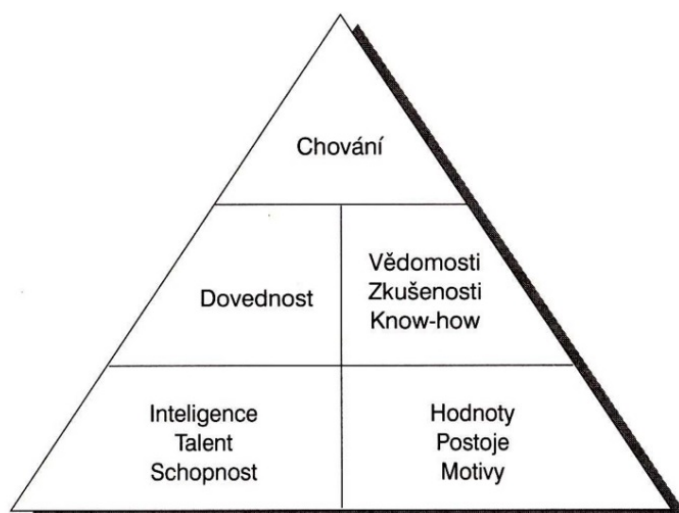 Chování
Dovednost
Vědomosti
Zkušenosti
Know-how
Inteligence
Talent
Schopnost
Hodnoty
Postoje
Motivy